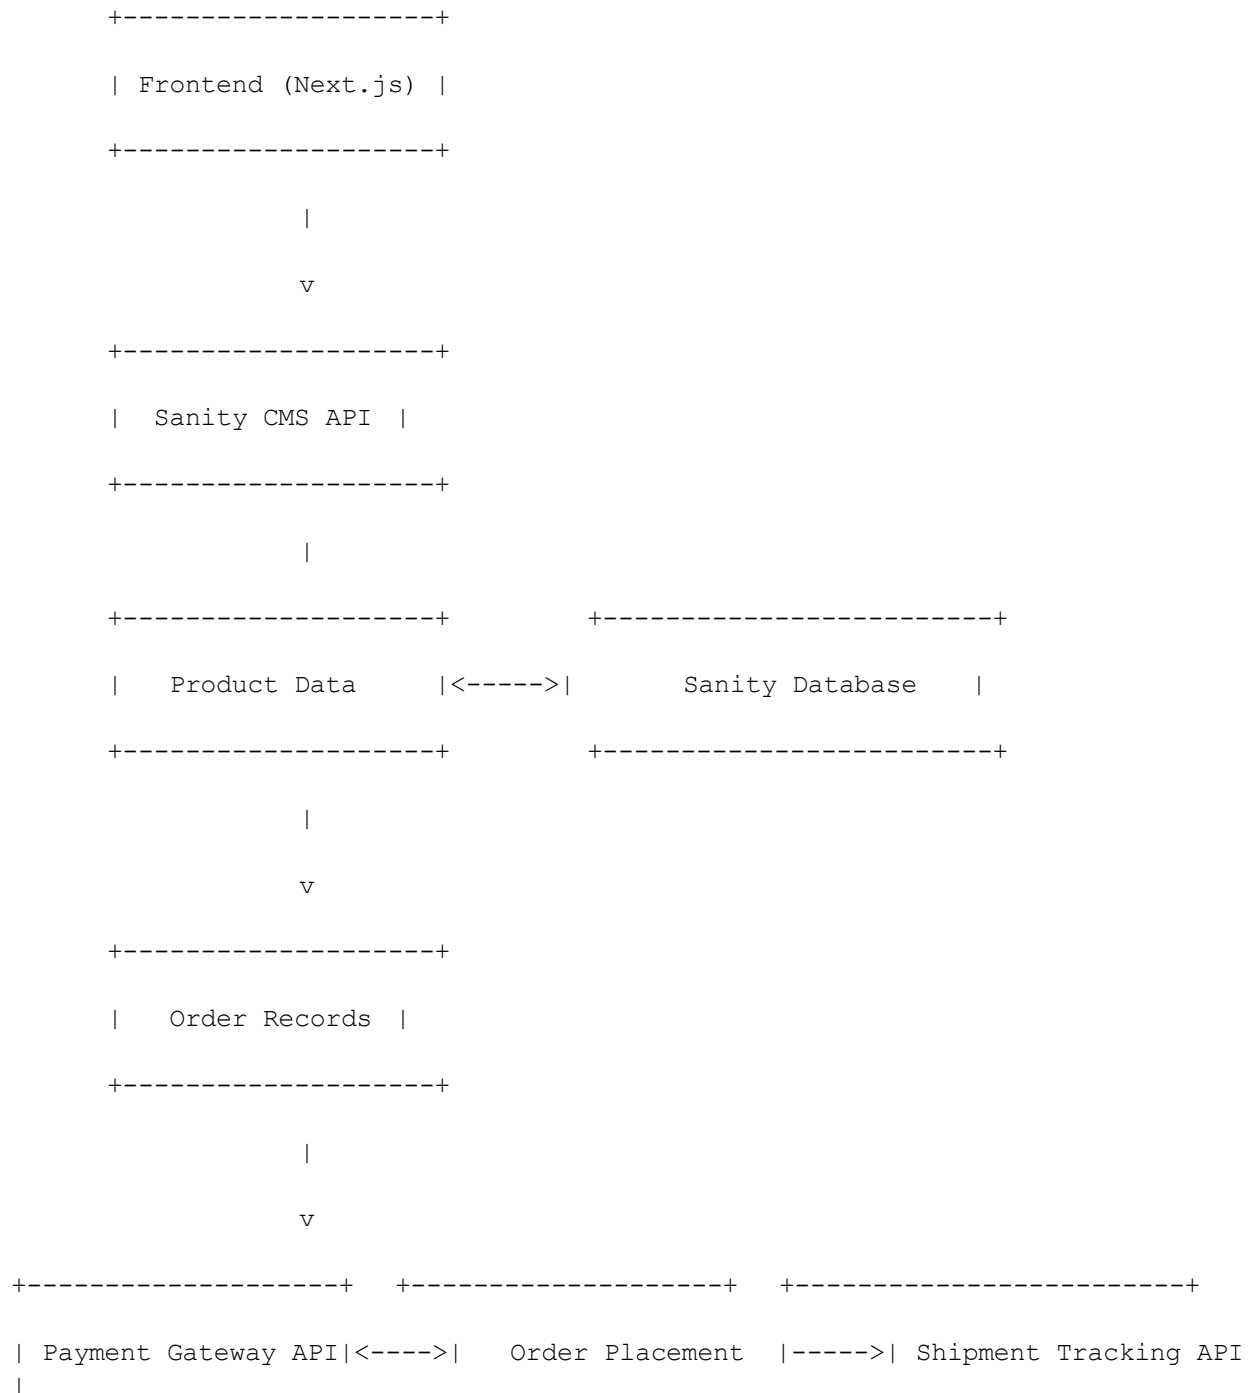 +--------------------+
| Frontend (Next.js) |
+--------------------+
|
v
+--------------------+
|  Sanity CMS API  |
+--------------------+
|
+--------------------+         +-------------------------+
|   Product Data     |<----->|       Sanity Database    |
+--------------------+         +-------------------------+
|
v
+--------------------+
|   Order Records  |
+--------------------+
|
v
+--------------------+   +--------------------+   +-------------------------+
| Payment Gateway API|<---->|   Order Placement  |----->| Shipment Tracking API
|